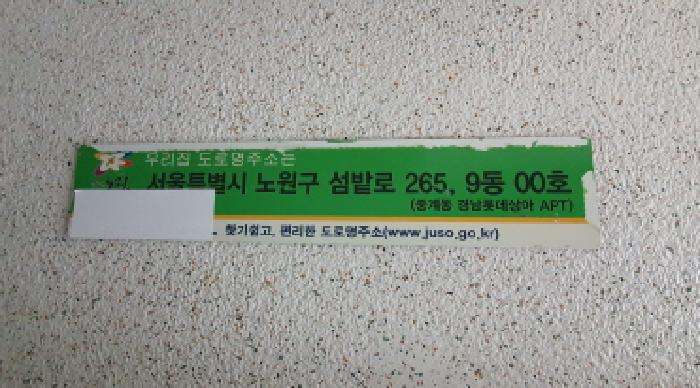 우리집 도로명주소는
서울특별시 노원구 섬밭로 265, 9동 00호
(중계동 경남롯데상아 APT)
찾기쉽고, 편리한 도로명주소(www.juso.go.kr)